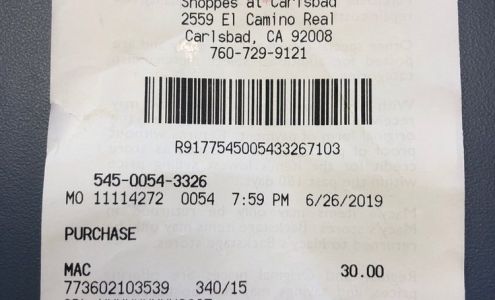 Shoppes at Carlsbad
2559 El Camino Real
Carlsbad, CA 92008
760-729-9121
R9177545005433267103
545-0054-3326
MO 11114272 0054 7:59 PM 6/26/2019
PURCHASE
MAC 30.00
773602103539 340/15